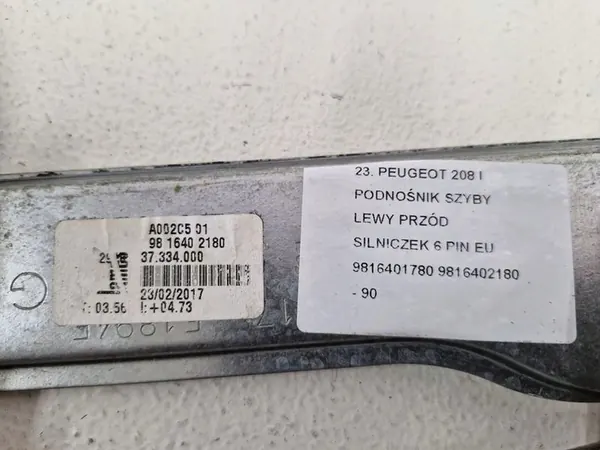 A002C5 01
98 1640 2180
37.334.000
23/02/2017
: 03.56 I:+04.73
G
23. PEUGEOT 208 I
PODNOŚNIK SZYBY
LEWY PRZÓD
SILNICZEK 6 PIN EU
9816401780 9816402180
- 90